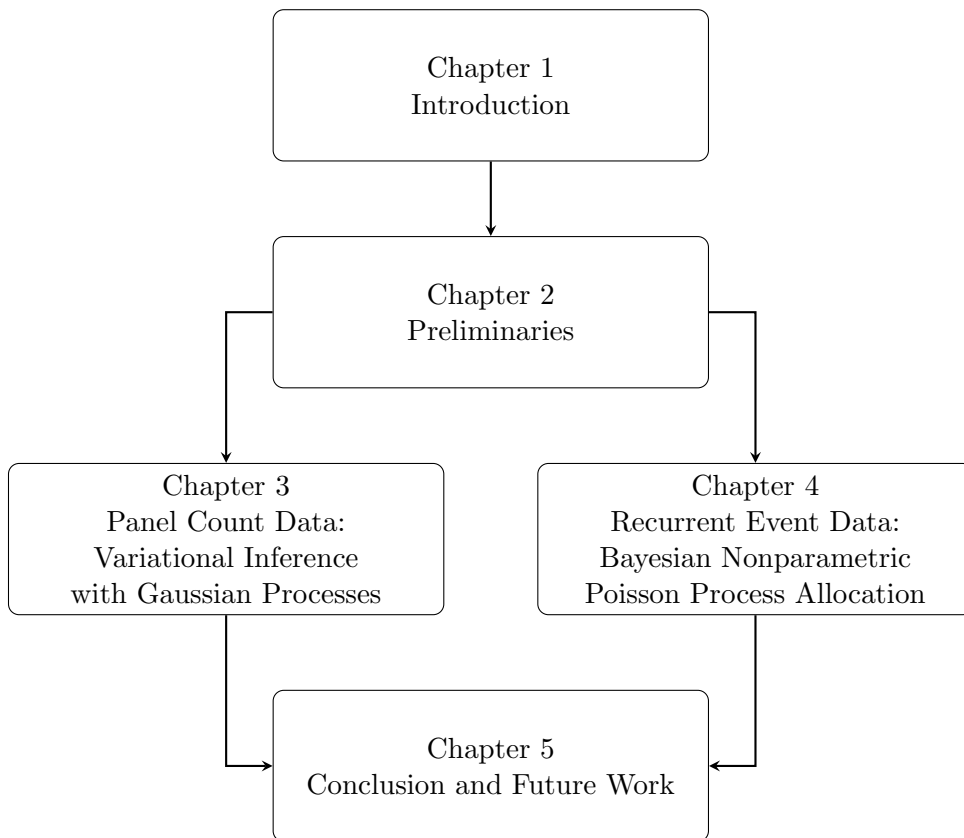 Chapter 1
Introduction
Chapter 2
Preliminaries
Chapter 3
Panel Count Data:
Variational Inference
with Gaussian Processes
Chapter 4
Recurrent Event Data:
Bayesian Nonparametric
Poisson Process Allocation
Chapter 5
Conclusion and Future Work